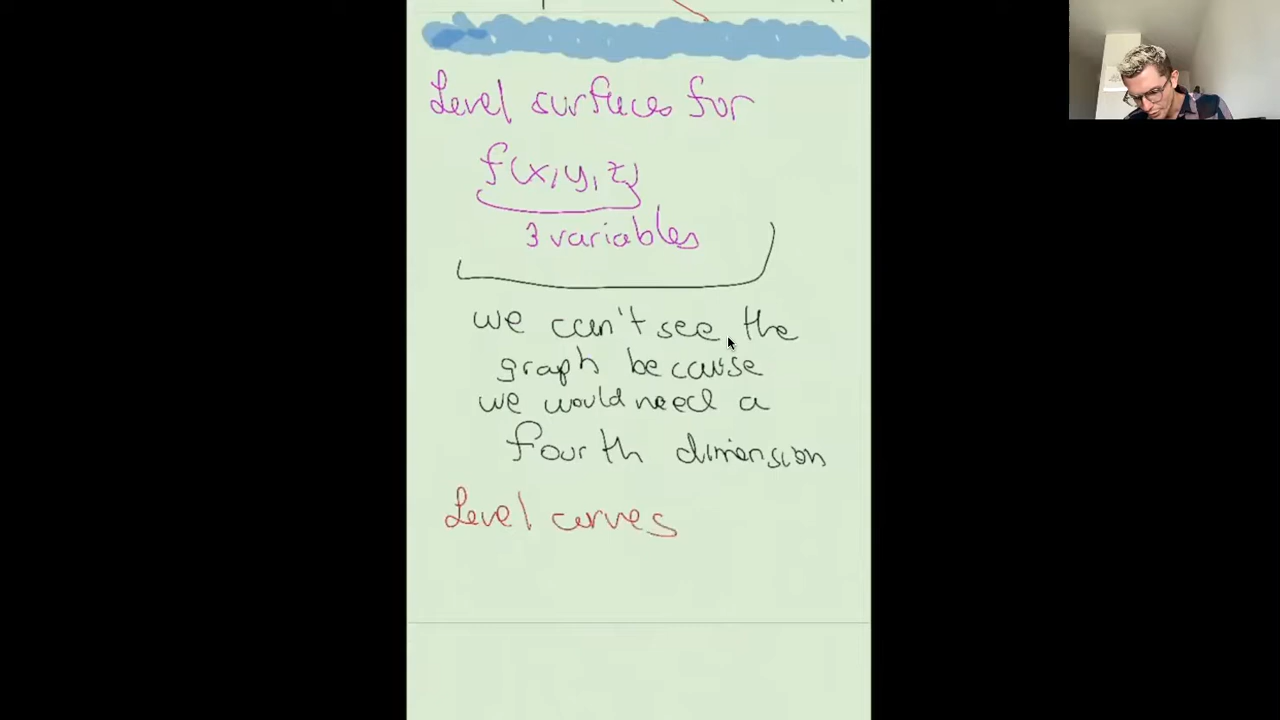 Level surfaces for
f(x, y, z)
3 variables
we can't see the
graph because
we would need a
fourth dimension
Level curves